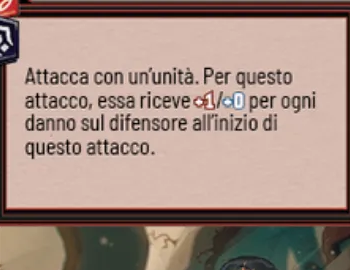 Attacca con un'unità. Per questo
attacco, essa riceve +1/+0 per ogni
danno sul difensore all'inizio di
questo attacco.